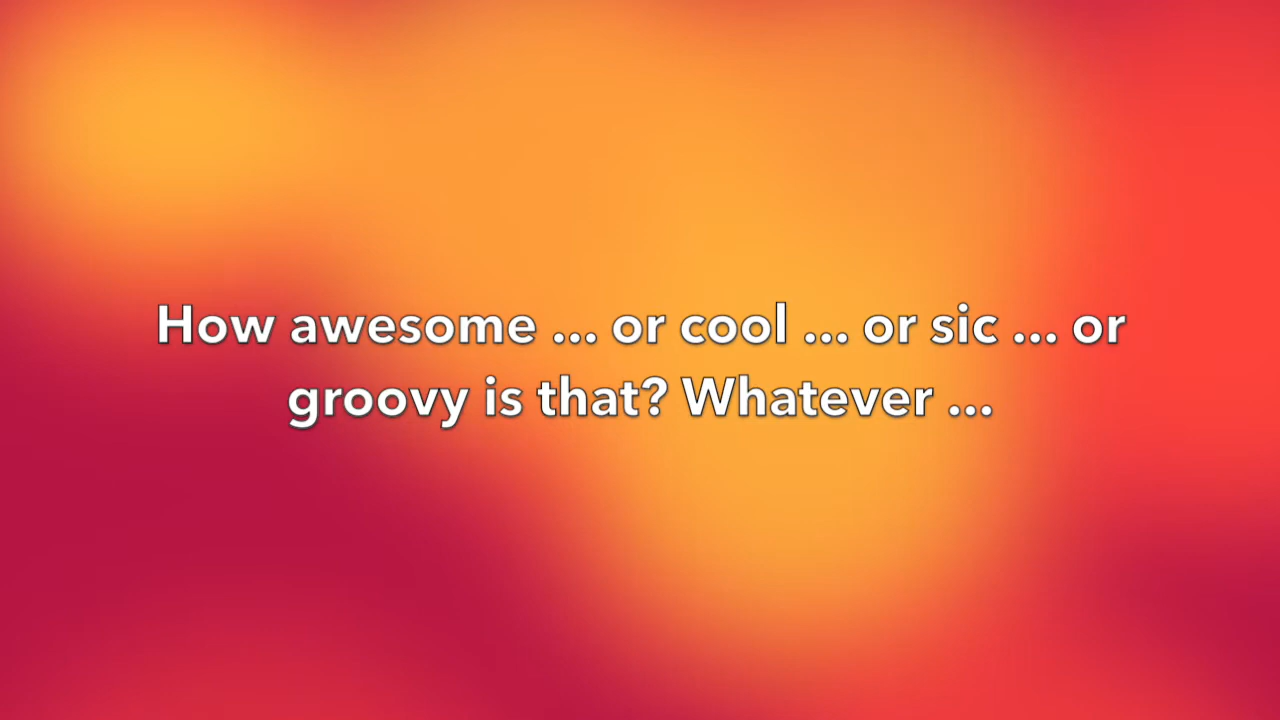 How awesome ... or cool ... or sic ... or
groovy is that? Whatever ...